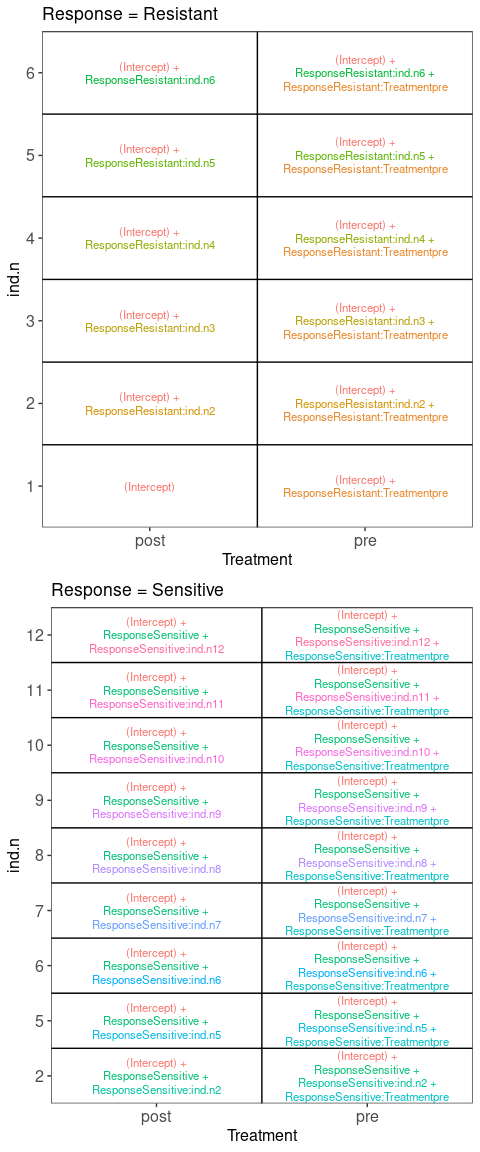 Response = Resistant
ind.n
6
(Intercept) +
ResponseResistant:ind.n6
(Intercept) +
ResponseResistant:ind.n6 +
ResponseResistant:Treatmentpre
5
(Intercept) +
ResponseResistant:ind.n5
(Intercept) +
ResponseResistant:ind.n5 +
ResponseResistant:Treatmentpre
4
(Intercept) +
ResponseResistant:ind.n4
(Intercept) +
ResponseResistant:ind.n4 +
ResponseResistant:Treatmentpre
3
(Intercept) +
ResponseResistant:ind.n3
(Intercept) +
ResponseResistant:ind.n3 +
ResponseResistant:Treatmentpre
2
(Intercept) +
ResponseResistant:ind.n2
(Intercept) +
ResponseResistant:ind.n2 +
ResponseResistant:Treatmentpre
1
(Intercept)
(Intercept) +
ResponseResistant:Treatmentpre
post
pre
Treatment
Response = Sensitive
ind.n
12
(Intercept) +
ResponseSensitive +
ResponseSensitive:ind.n12
(Intercept) +
ResponseSensitive +
ResponseSensitive:ind.n12 +
ResponseSensitive:Treatmentpre
11
(Intercept) +
ResponseSensitive +
ResponseSensitive:ind.n11
(Intercept) +
ResponseSensitive +
ResponseSensitive:ind.n11 +
ResponseSensitive:Treatmentpre
10
(Intercept) +
ResponseSensitive +
ResponseSensitive:ind.n10
(Intercept) +
ResponseSensitive +
ResponseSensitive:ind.n10 +
ResponseSensitive:Treatmentpre
9
(Intercept) +
ResponseSensitive +
ResponseSensitive:ind.n9
(Intercept) +
ResponseSensitive +
ResponseSensitive:ind.n9 +
ResponseSensitive:Treatmentpre
8
(Intercept) +
ResponseSensitive +
ResponseSensitive:ind.n8
(Intercept) +
ResponseSensitive +
ResponseSensitive:ind.n8 +
ResponseSensitive:Treatmentpre
7
(Intercept) +
ResponseSensitive +
ResponseSensitive:ind.n7
(Intercept) +
ResponseSensitive +
ResponseSensitive:ind.n7 +
ResponseSensitive:Treatmentpre
6
(Intercept) +
ResponseSensitive +
ResponseSensitive:ind.n6
(Intercept) +
ResponseSensitive +
ResponseSensitive:ind.n6 +
ResponseSensitive:Treatmentpre
5
(Intercept) +
ResponseSensitive +
ResponseSensitive:ind.n5
(Intercept) +
ResponseSensitive +
ResponseSensitive:ind.n5 +
ResponseSensitive:Treatmentpre
2
(Intercept) +
ResponseSensitive +
ResponseSensitive:ind.n2
(Intercept) +
ResponseSensitive +
ResponseSensitive:ind.n2 +
ResponseSensitive:Treatmentpre
post
pre
Treatment